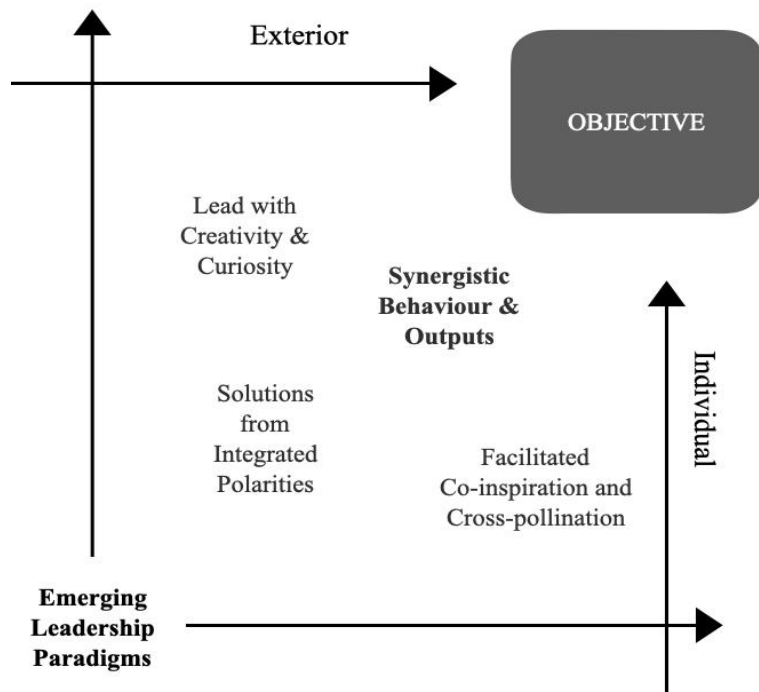 Exterior
OBJECTIVE
Lead with
Creativity &
Curiosity
Synergistic
Behaviour &
Outputs
Individual
Solutions
from
Integrated
Polarities
Facilitated
Co-inspiration and
Cross-pollination
Emerging
Leadership
Paradigms